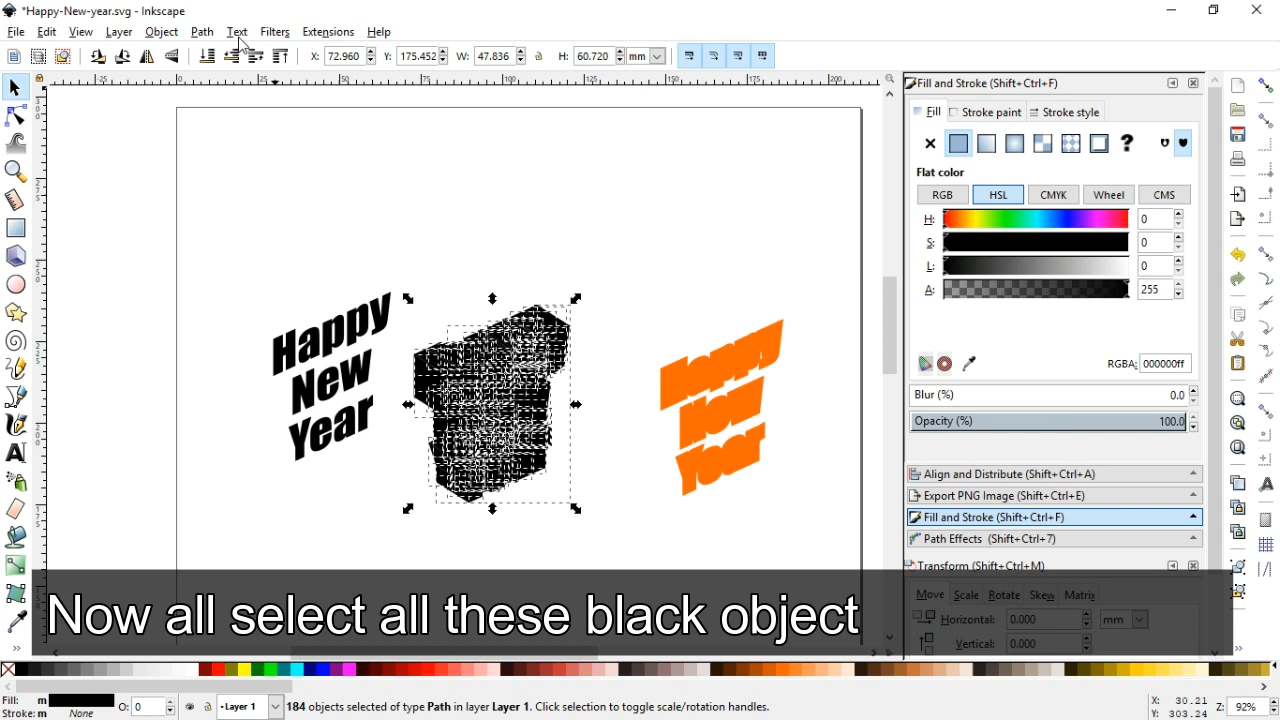 *Happy-New-year.svg - Inkscape
File Edit View Layer Object Path Text Filters Extensions Help
X: 72.960 Y: 175.452 W: 47.836 H: 60.720 mm
Fill and Stroke (Shift+Ctrl+F)
Fill Stroke paint Stroke style
Flat color
RGB HSL CMYK Wheel CMS
H: 0
S: 0
L: 0
A: 255
RGBA: 000000ff
Blur (%) 0.0
Opacity (%) 100.0
Align and Distribute (Shift+Ctrl+A)
Export PNG Image (Shift+Ctrl+E)
Fill and Stroke (Shift+Ctrl+F)
Path Effects (Shift+Ctrl+7)
Transform (Shift+Ctrl+M)
Move Scale Rotate Skew Matrix
Horizontal: 0.000 mm
Vertical: 0.000
Happy
New
Year
Happy
New
Year
Now all select all these black object
Fill: m
Stroke: m None
O: 0
Layer 1
184 objects selected of type Path in layer Layer 1. Click selection to toggle scale/rotation handles.
X: 30.21
Y: 303.24
Z: 92%